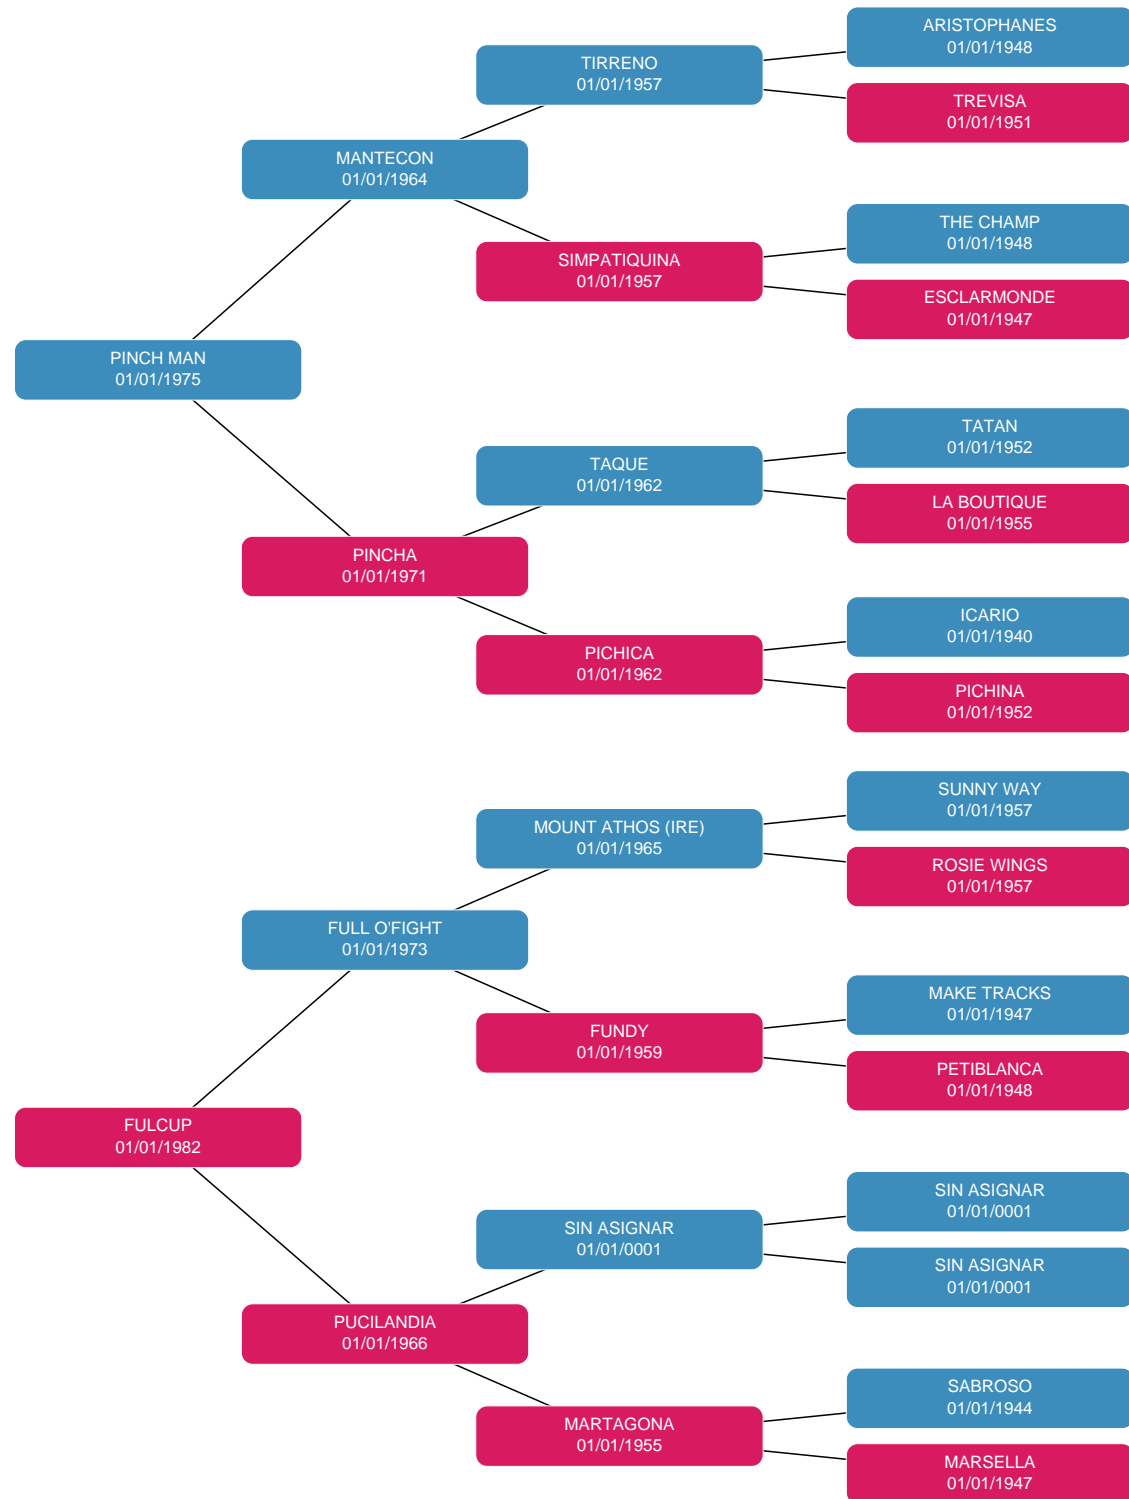 ARISTOPHANES
01/01/1948
TIRRENO
01/01/1957
TREVISA
01/01/1951
MANTECON
01/01/1964
THE CHAMP
01/01/1948
SIMPATIQUINA
01/01/1957
ESCLARMONDE
01/01/1947
PINCH MAN
01/01/1975
TATAN
01/01/1952
TAQUE
01/01/1962
LA BOUTIQUE
01/01/1955
PINCHA
01/01/1971
ICARIO
01/01/1940
PICHICA
01/01/1962
PICHINA
01/01/1952
SUNNY WAY
01/01/1957
MOUNT ATHOS (IRE)
01/01/1965
ROSIE WINGS
01/01/1957
FULL O'FIGHT
01/01/1973
MAKE TRACKS
01/01/1947
FUNDY
01/01/1959
PETIBLANCA
01/01/1948
FULCUP
01/01/1982
SIN ASIGNAR
01/01/0001
SIN ASIGNAR
01/01/0001
SIN ASIGNAR
01/01/0001
PUCILANDIA
01/01/1966
SABROSO
01/01/1944
MARTAGONA
01/01/1955
MARSELLA
01/01/1947